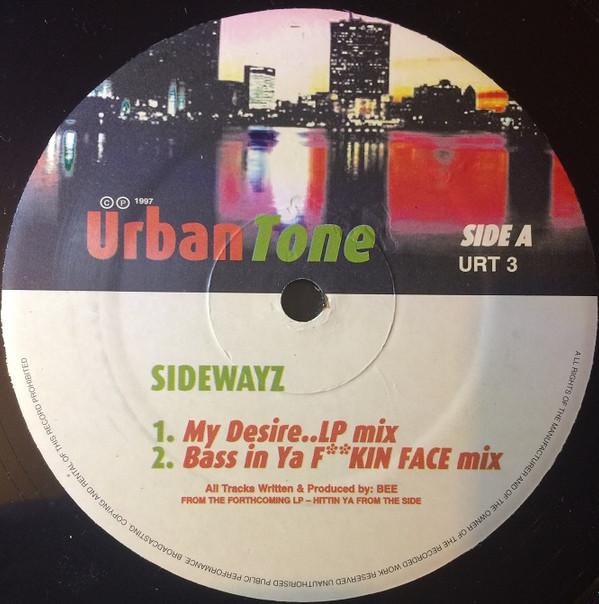 © ℗ 1997
UrbanTone
SIDE A
URT 3
SIDEWAYZ
1. My Desire..LP mix
2. Bass in Ya F**KIN FACE mix
All Tracks Written & Produced by: BEE
FROM THE FORTHCOMING LP – HITTIN YA FROM THE SIDE
ALL RIGHTS OF THE MANUFACTURER AND OF THE OWNER OF THE RECORDED WORK RESERVED UNAUTHORISED PUBLIC PERFORMANCE, BROADCASTING, COPYING AND RENTAL OF THIS RECORD PROHIBITED